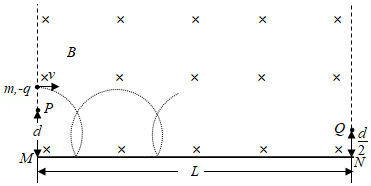 × × × × ×
B
× × × × ×
m,-q v
P
d Q d/2
× × × × ×
M L N